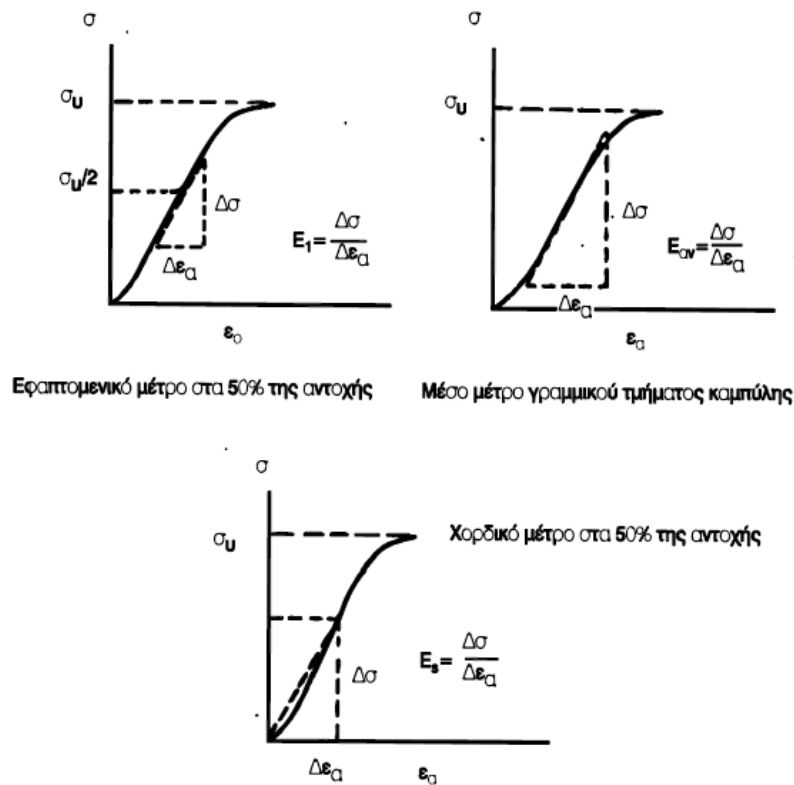 σ
σu
σu/2
Δσ
E1= Δσ/Δεα
Δεα
εο
Εφαπτομενικό μέτρο στα 50% της αντοχής
σ
σu
Δσ
Eαv= Δσ/Δεα
Δεα
εα
Μέσο μέτρο γραμμικού τμήματος καμπύλης
σ
σu
Χορδικό μέτρο στα 50% της αντοχής
Es= Δσ/Δεα
Δσ
Δεα
εα